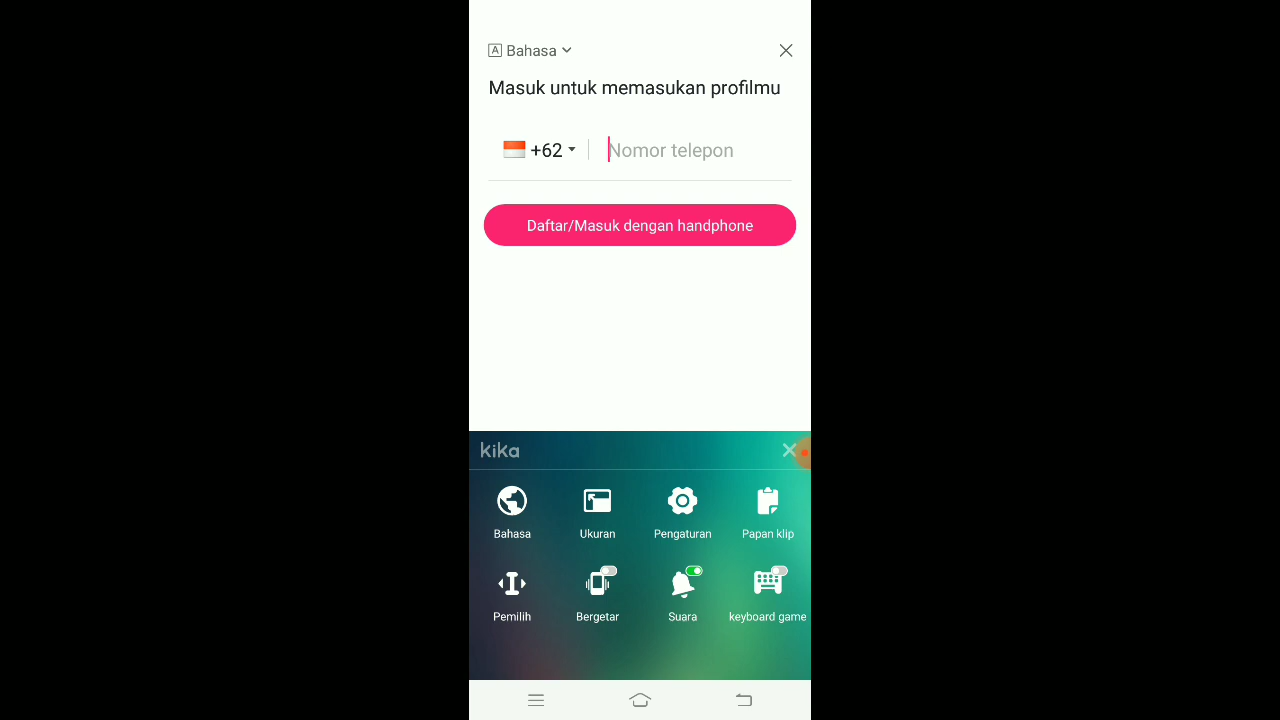 A Bahasa
Masuk untuk memasukan profilmu
+62 Nomor telepon
Daftar/Masuk dengan handphone
kika
Bahasa Ukuran Pengaturan Papan klip
Pemilih Bergetar Suara keyboard game